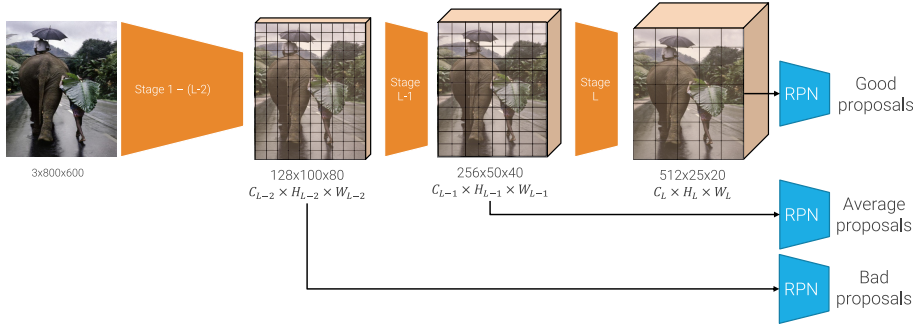 Stage 1 – (L-2)
Stage
L-1
Stage
L
RPN
Good
proposals
3x800x600
128x100x80
C_{L−2} × H_{L−2} × W_{L−2}
256x50x40
C_{L−1} × H_{L−1} × W_{L−1}
512x25x20
C_L × H_L × W_L
RPN
Average
proposals
RPN
Bad
proposals